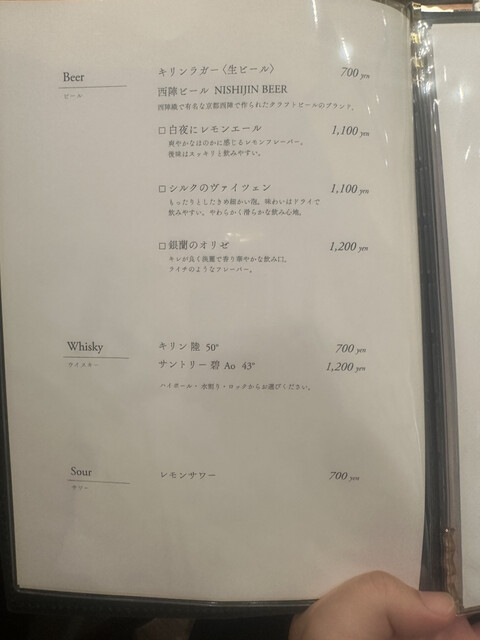 Beer
ビール
キリンラガー〈生ビール〉 700 yen
西陣ビール NISHIJIN BEER
西陣織で有名な京都西陣で作られたクラフトビールのブランド。
□ 白夜にレモンエール 1,100 yen
爽やかなほのかに感じるレモンフレーバー。
後味はスッキリと飲みやすい。
□ シルクのヴァイツェン 1,100 yen
もったりとしたきめ細かい泡。味わいはドライで
飲みやすい。やわらかく滑らかな飲み心地。
□ 銀蘭のオリゼ 1,200 yen
キレが良く洗麗で香り華やかな飲み口。
ライチのようなフレーバー。
Whisky
ウイスキー
キリン 陸 50° 700 yen
サントリー 碧 Ao 43° 1,200 yen
ハイボール・水割り・ロックからお選びください。
Sour
サワー
レモンサワー 700 yen